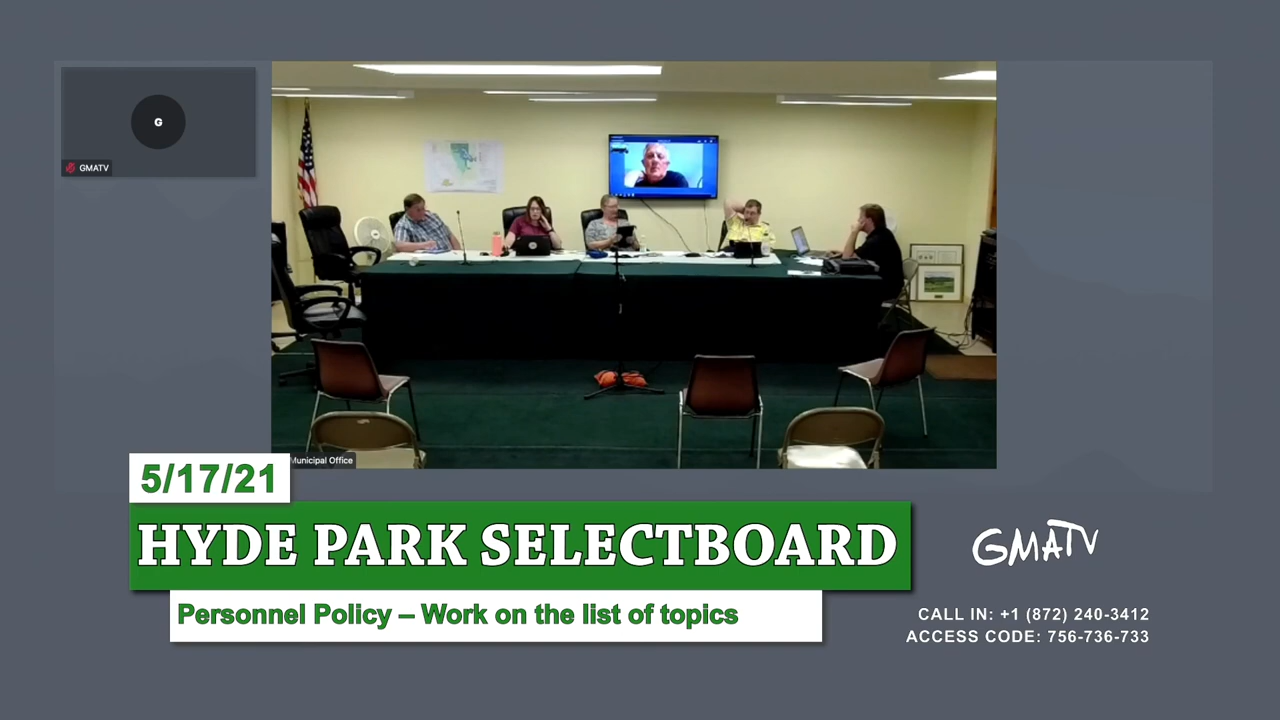 G
GMATV
Municipal Office
5/17/21
HYDE PARK SELECTBOARD
Personnel Policy – Work on the list of topics
GMATV
CALL IN: +1 (872) 240-3412
ACCESS CODE: 756-736-733